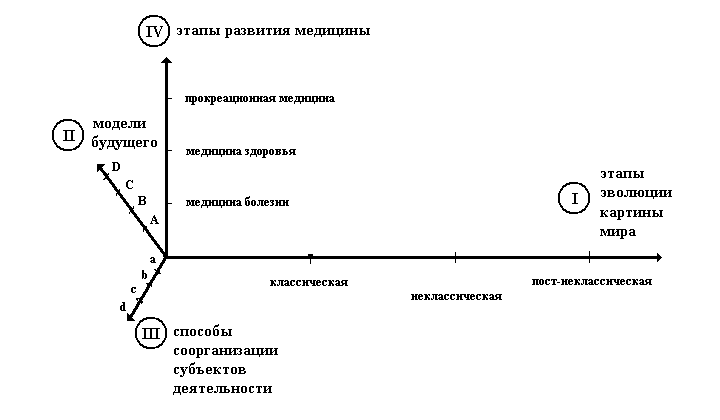 IV этапы развития медицины
прокреационная медицина
II модели
будущего
медицина здоровья
D
C
B
A
медицина болезни
I
этапы
эволюции
картины
мира
a
b
c
d
классическая
неклассическая
пост-неклассическая
III способы
соорганизации
субъектов
деятельности